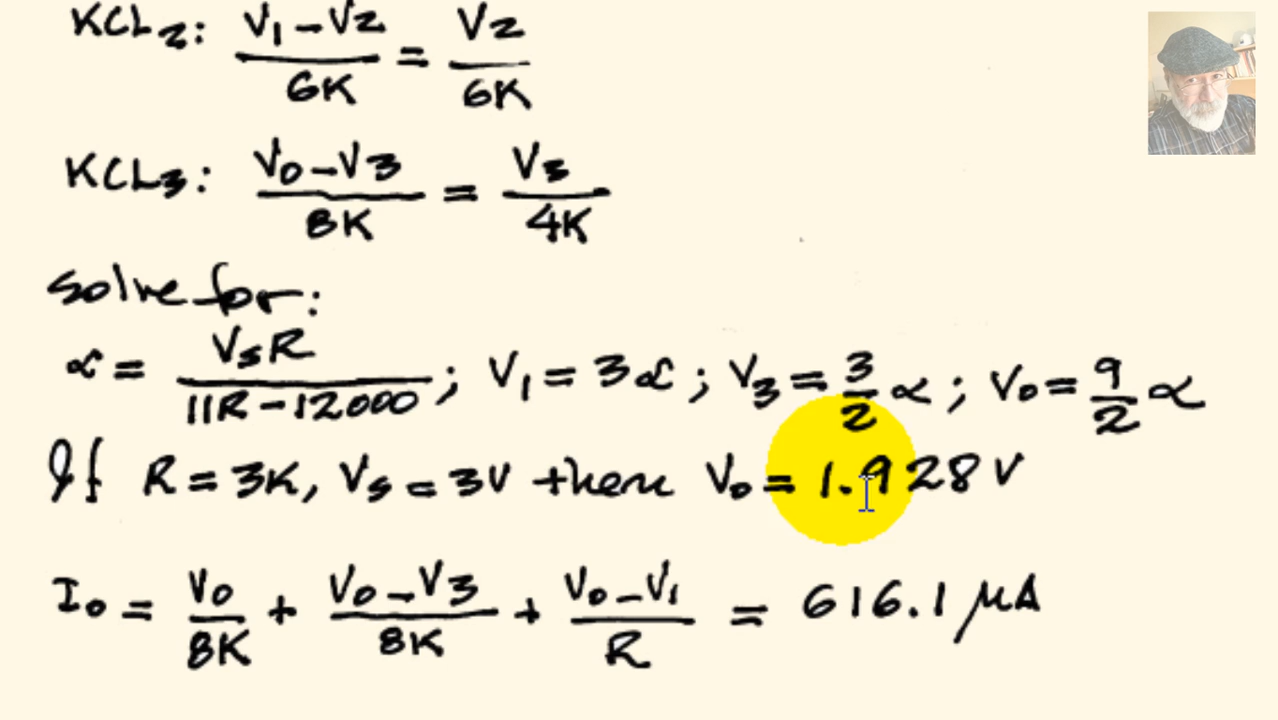 KCL₂: (V₁ − V₂)/6K = V₂/6K
KCL₃: (V₀ − V₃)/8K = V₃/4K
Solve for:
α = VₛR/(11R − 12000) ; V₁ = 3α ; V₃ = 3/2 α ; V₀ = 9/2 α
If R = 3K, Vₛ = 3V then V₀ = 1.928 V
I₀ = V₀/8K + (V₀ − V₃)/8K + (V₀ − V₁)/R = 616.1 μA